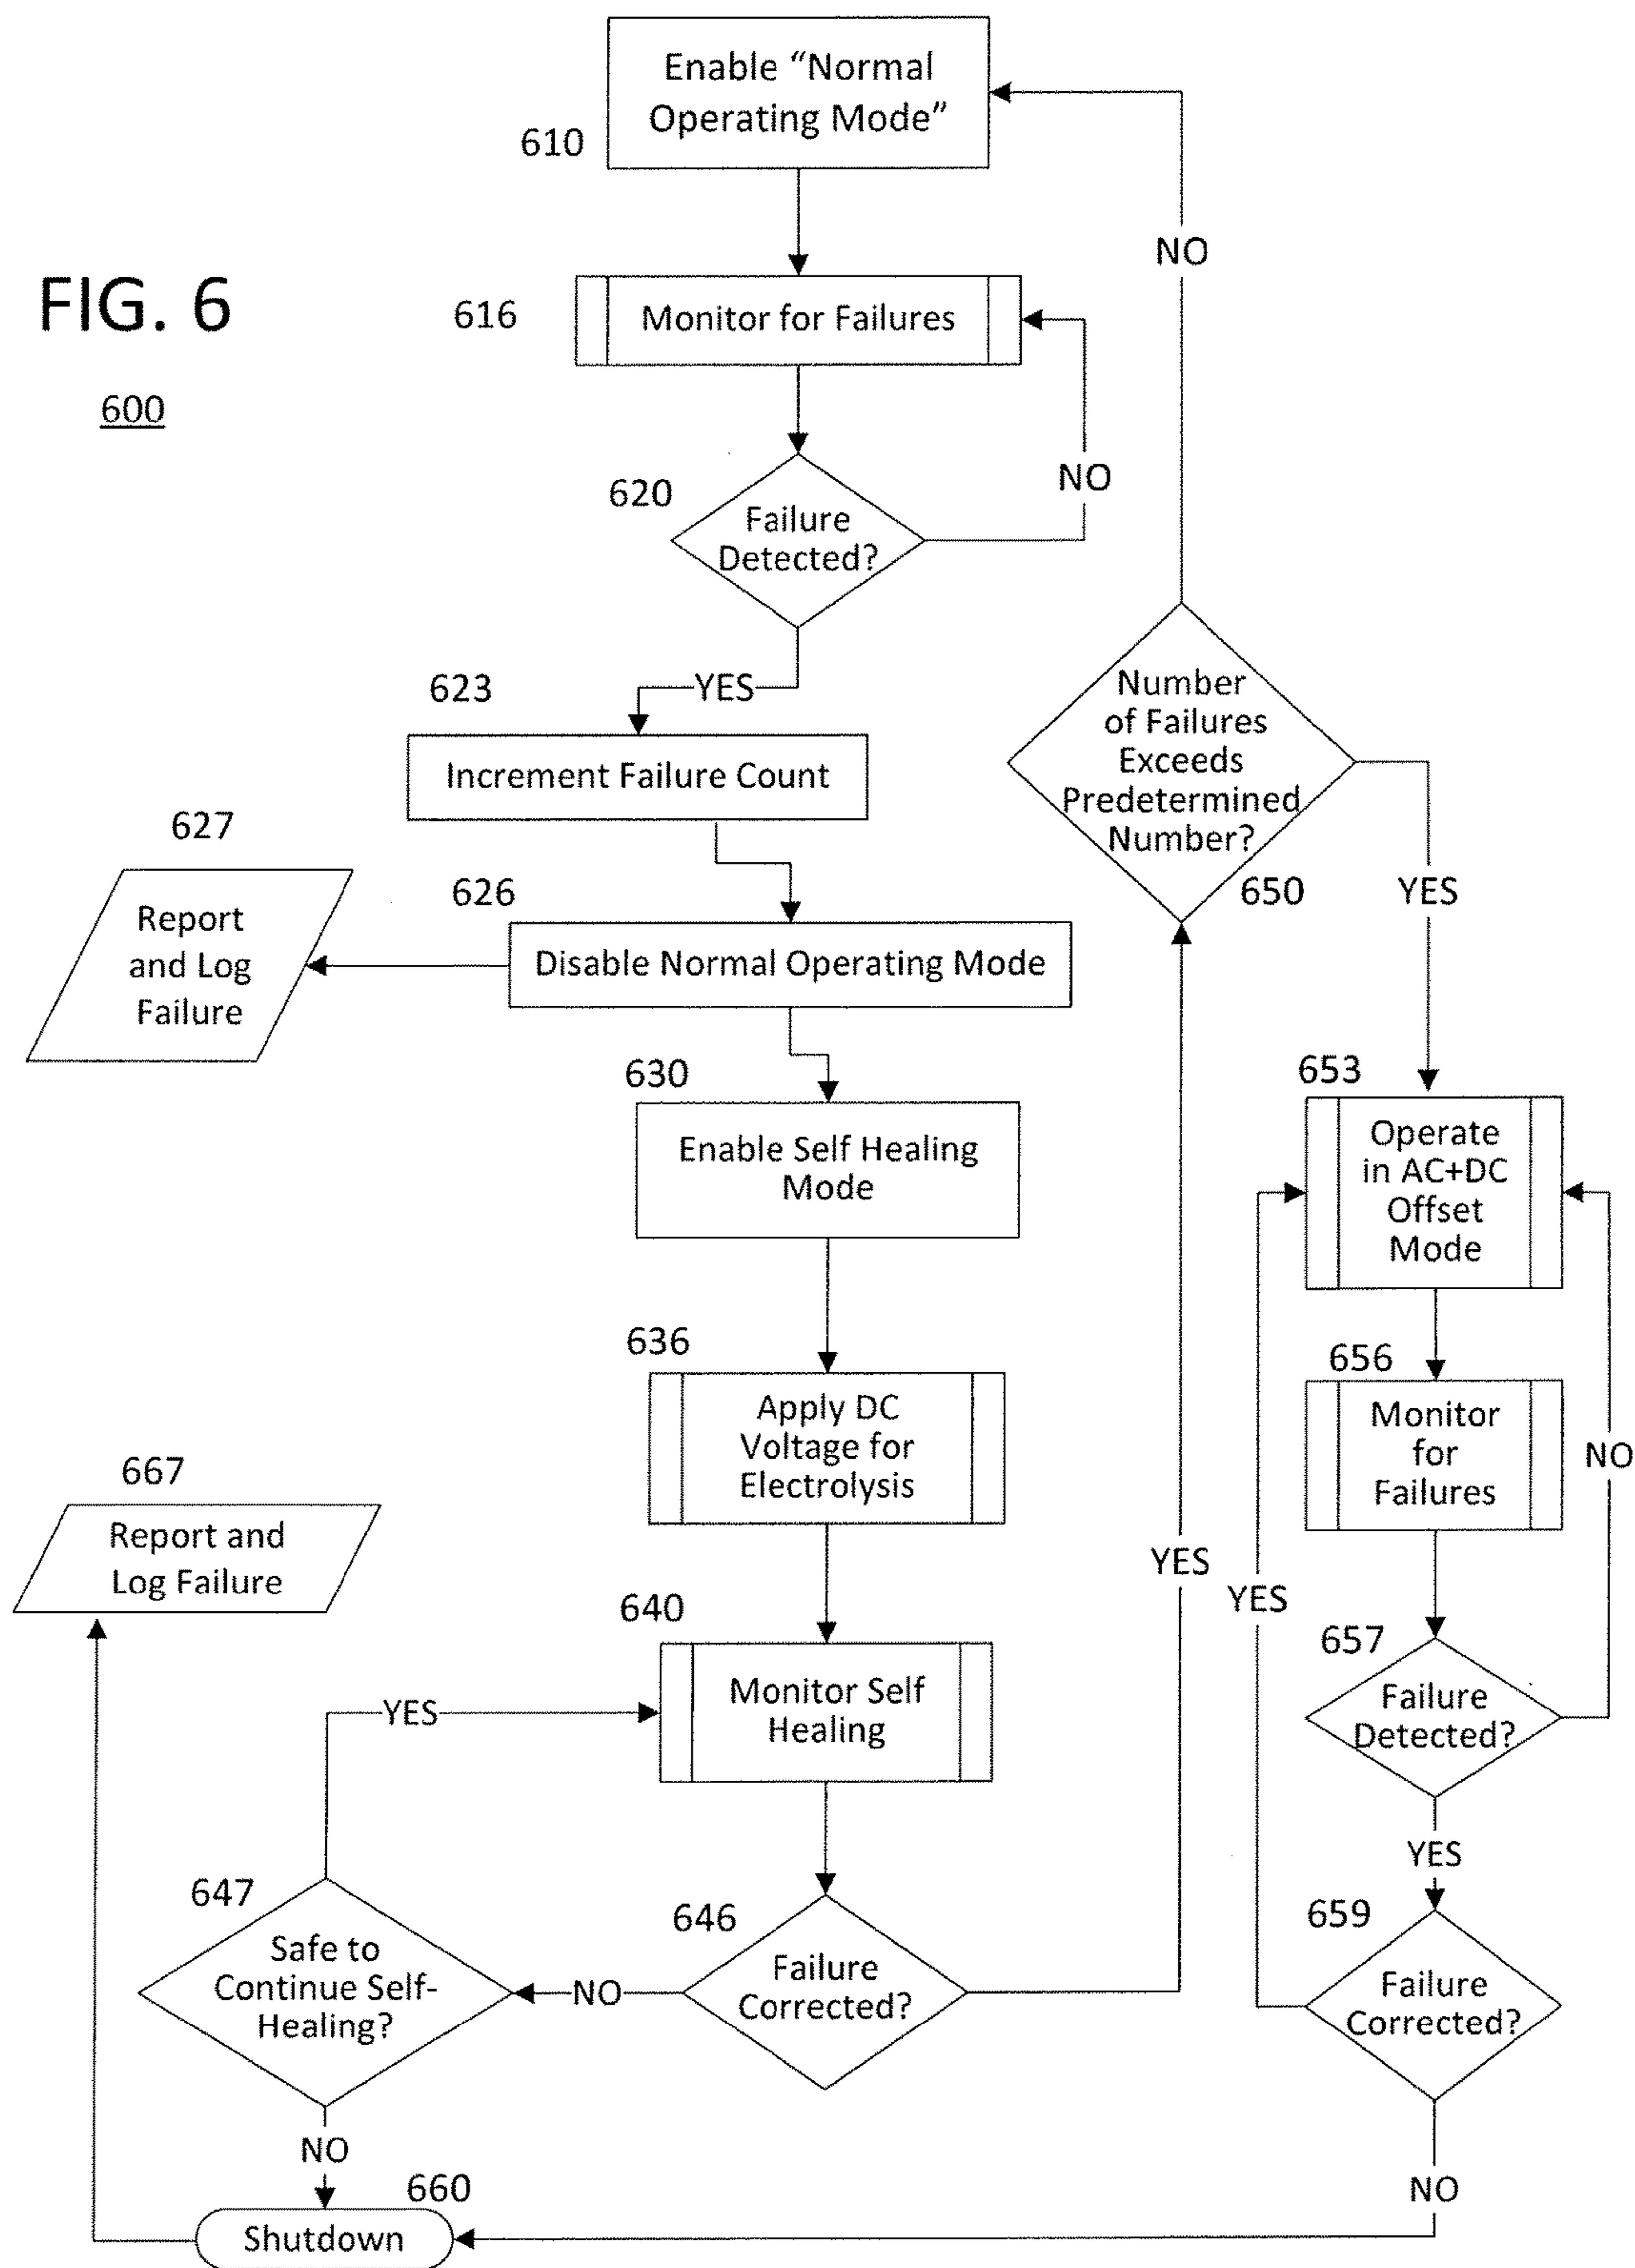 Enable “Normal
Operating Mode”
610
NO
FIG. 6
616
Monitor for Failures
600
620
NO
Failure
Detected?
623
YES
Number
of Failures
Exceeds
Predetermined
Number?
650
Increment Failure Count
627
626
YES
Report
and Log
Failure
Disable Normal Operating Mode
630
653
Enable Self Healing
Mode
Operate
in AC+DC
Offset
Mode
636
656
Apply DC
Voltage for
Electrolysis
Monitor
for
Failures
NO
667
Report and
Log Failure
YES
YES
640
657
Monitor Self
Healing
YES
Failure
Detected?
YES
647
646
659
Safe to
Continue Self-
Healing?
NO
Failure
Corrected?
Failure
Corrected?
NO
660
NO
Shutdown